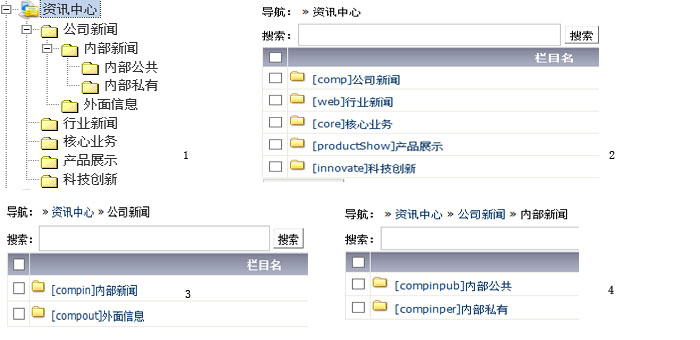 资讯中心
公司新闻
内部新闻
内部公共
内部私有
外面信息
行业新闻
核心业务
产品展示
科技创新
1
导航： » 资讯中心
搜索： 搜索
栏目名
[comp]公司新闻
[web]行业新闻
[core]核心业务
[productShow]产品展示
[innovate]科技创新
2
导航： » 资讯中心 » 公司新闻
搜索： 搜索
栏目名
[compin]内部新闻
[compout]外面信息
3
导航： » 资讯中心 » 公司新闻 » 内部新闻
搜索：
栏目名
[compinpub]内部公共
[compinper]内部私有
4